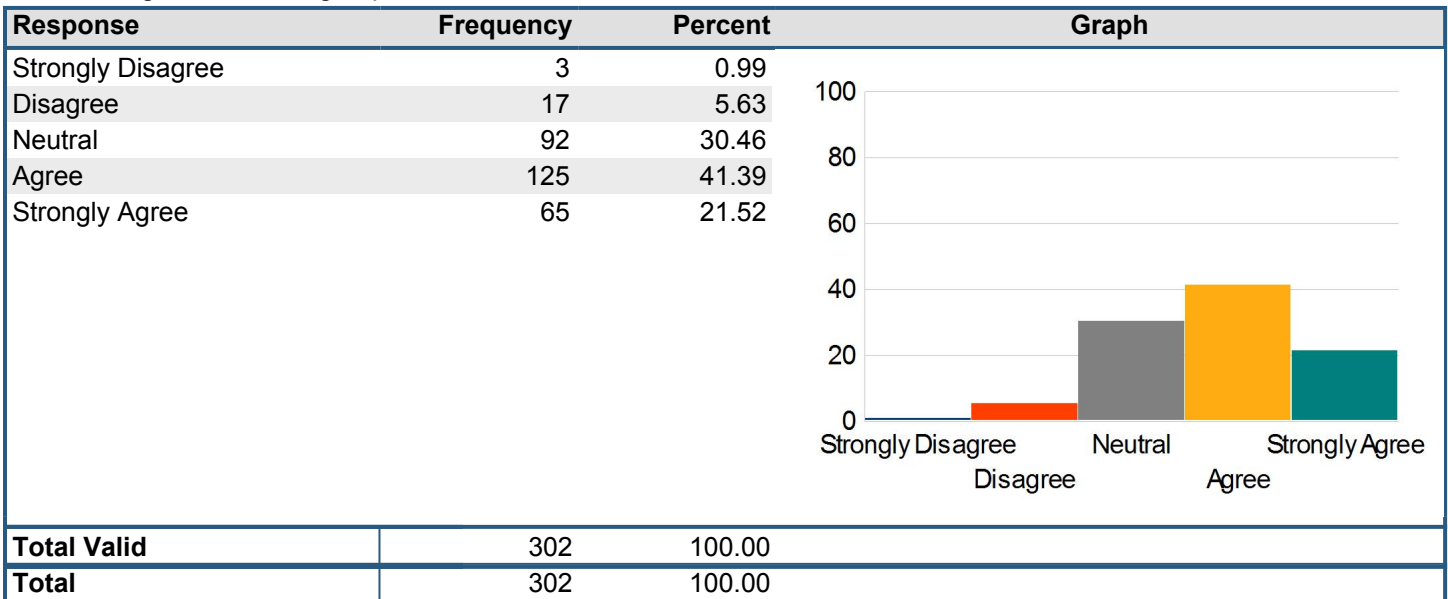 Response Frequency Percent Graph
Strongly Disagree 3 0.99
Disagree 17 5.63
Neutral 92 30.46
Agree 125 41.39
Strongly Agree 65 21.52
100
80
60
40
20
0
Strongly Disagree Neutral Strongly Agree
Disagree Agree
Total Valid 302 100.00
Total 302 100.00